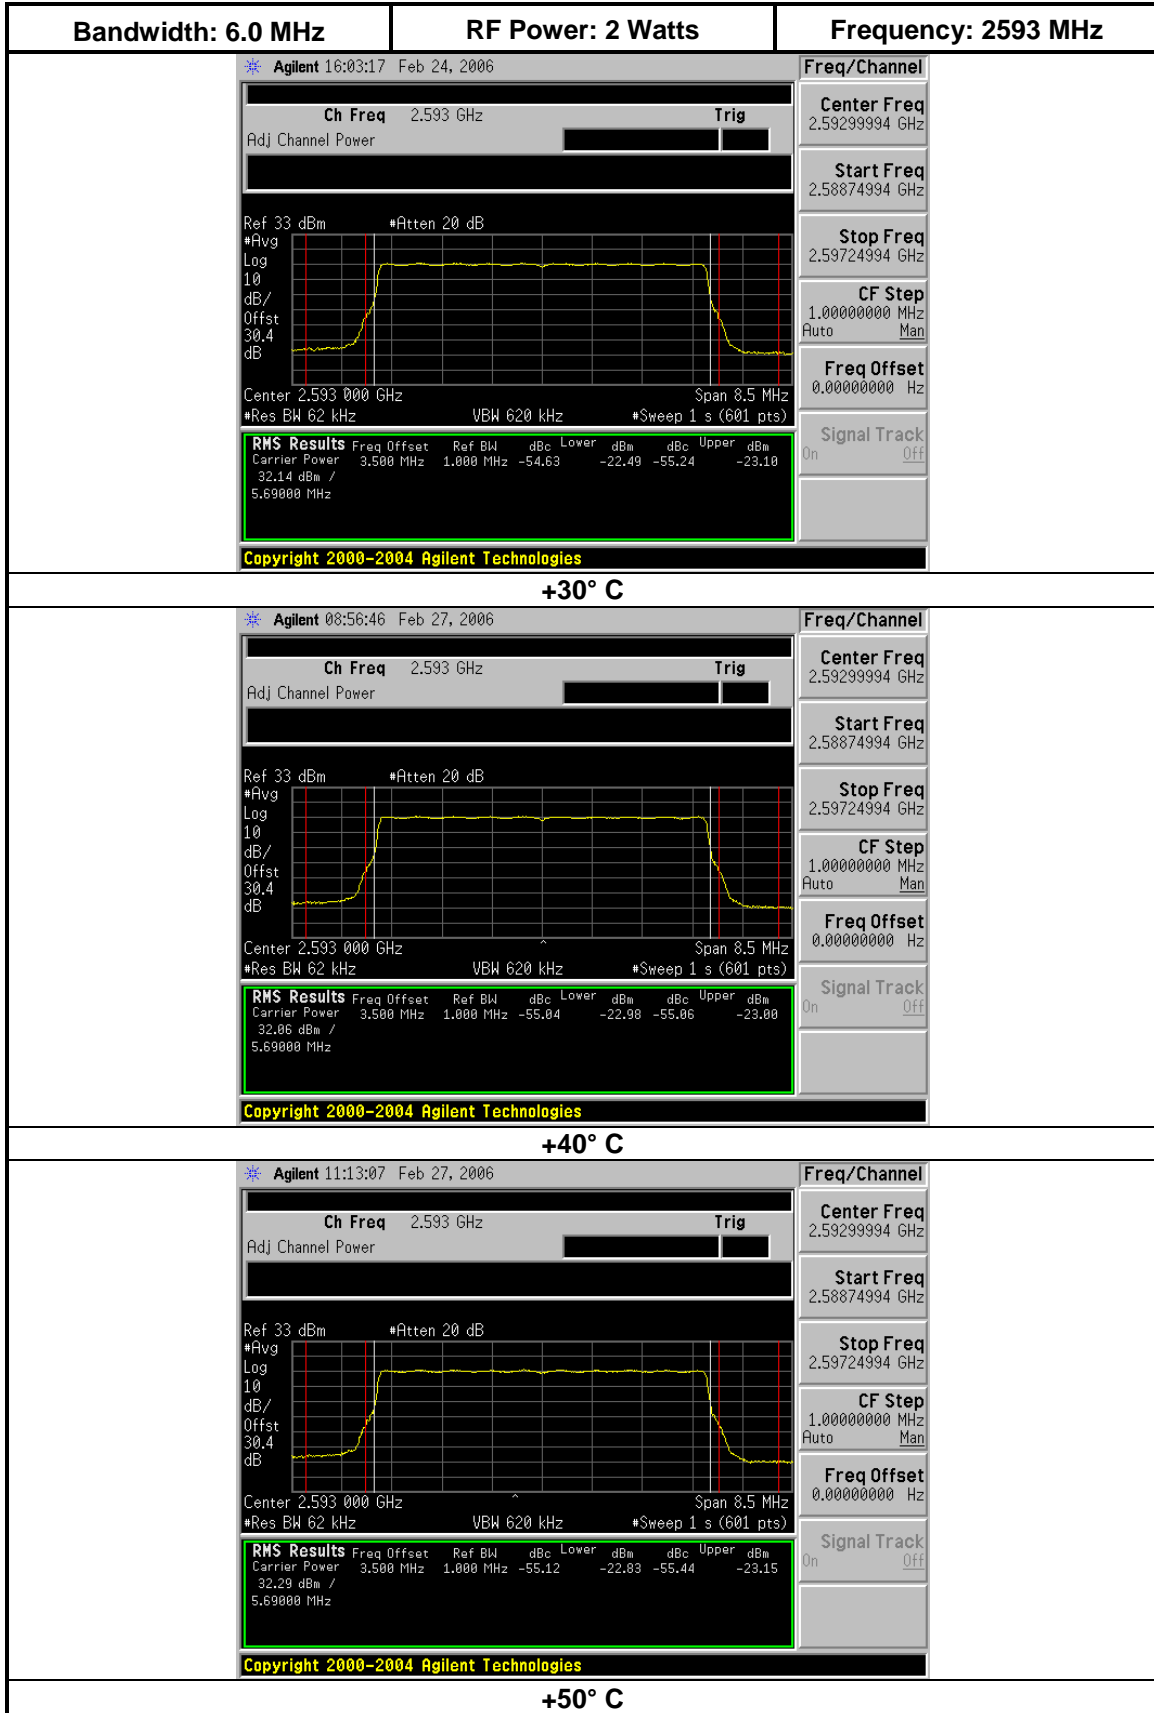 Bandwidth: 6.0 MHz RF Power: 2 Watts Frequency: 2593 MHz
Agilent 16:03:17 Feb 24, 2006 Freq/Channel
Ch Freq 2.593 GHz Trig
Adj Channel Power
Center Freq
2.59299994 GHz
Start Freq
2.58874994 GHz
Ref 33 dBm #Atten 20 dB
#Avg
Log
10
dB/
Offst
30.4
dB
Stop Freq
2.59724994 GHz
CF Step
1.00000000 MHz
Auto Man
Freq Offset
0.00000000 Hz
Center 2.593 000 GHz Span 8.5 MHz
#Res BW 62 kHz VBW 620 kHz #Sweep 1 s (601 pts)
Signal Track
On Off
RMS Results Freq Offset Ref BW dBc Lower dBm dBc Upper dBm
Carrier Power 3.500 MHz 1.000 MHz -54.63 -22.49 -55.24 -23.10
32.14 dBm /
5.69000 MHz
Copyright 2000-2004 Agilent Technologies
+30° C
Agilent 08:56:46 Feb 27, 2006 Freq/Channel
Ch Freq 2.593 GHz Trig
Adj Channel Power
Center Freq
2.59299994 GHz
Start Freq
2.58874994 GHz
Ref 33 dBm #Atten 20 dB
#Avg
Log
10
dB/
Offst
30.4
dB
Stop Freq
2.59724994 GHz
CF Step
1.00000000 MHz
Auto Man
Freq Offset
0.00000000 Hz
Center 2.593 000 GHz Span 8.5 MHz
#Res BW 62 kHz VBW 620 kHz #Sweep 1 s (601 pts)
Signal Track
On Off
RMS Results Freq Offset Ref BW dBc Lower dBm dBc Upper dBm
Carrier Power 3.500 MHz 1.000 MHz -55.04 -22.98 -55.06 -23.00
32.06 dBm /
5.69000 MHz
Copyright 2000-2004 Agilent Technologies
+40° C
Agilent 11:13:07 Feb 27, 2006 Freq/Channel
Ch Freq 2.593 GHz Trig
Adj Channel Power
Center Freq
2.59299994 GHz
Start Freq
2.58874994 GHz
Ref 33 dBm #Atten 20 dB
#Avg
Log
10
dB/
Offst
30.4
dB
Stop Freq
2.59724994 GHz
CF Step
1.00000000 MHz
Auto Man
Freq Offset
0.00000000 Hz
Center 2.593 000 GHz Span 8.5 MHz
#Res BW 62 kHz VBW 620 kHz #Sweep 1 s (601 pts)
Signal Track
On Off
RMS Results Freq Offset Ref BW dBc Lower dBm dBc Upper dBm
Carrier Power 3.500 MHz 1.000 MHz -55.12 -22.83 -55.44 -23.15
32.29 dBm /
5.69000 MHz
Copyright 2000-2004 Agilent Technologies
+50° C